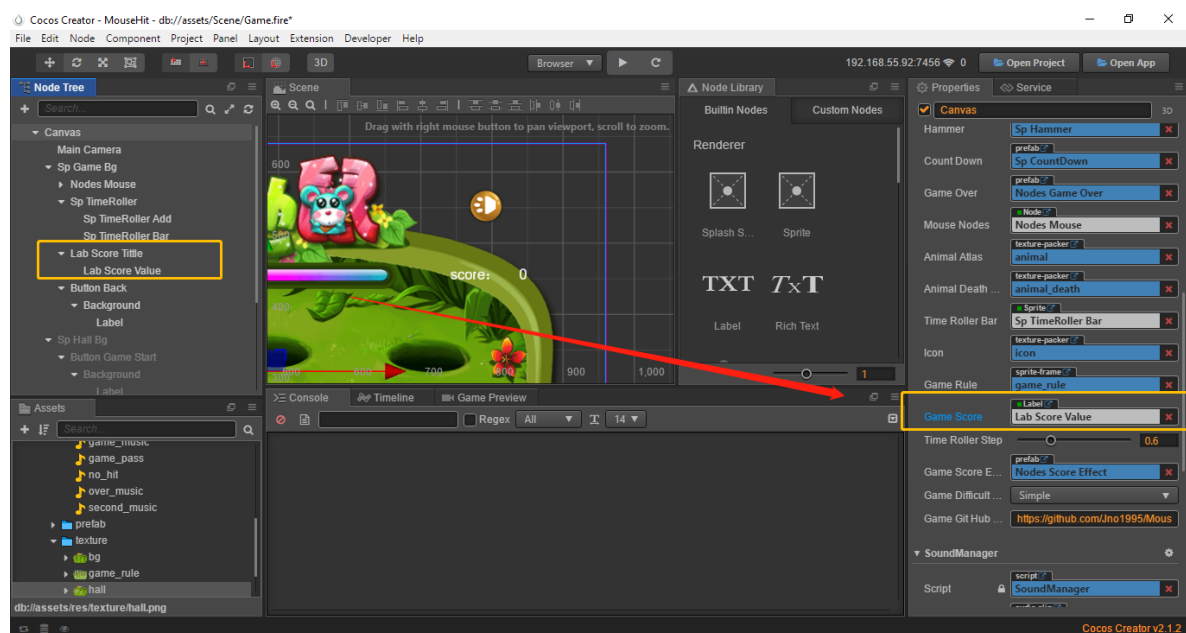 Cocos Creator - MouseHit - db://assets/Scene/Game.fire*
File Edit Node Component Project Panel Layout Extension Developer Help
3D
Browser
192.168.55.92:7456 0
Open Project
Open App
Node Tree
Search...
Canvas
Main Camera
Sp Game Bg
Nodes Mouse
Sp TimeRoller
Sp TimeRoller Add
Sp TimeRoller Bar
Lab Score Tittle
Lab Score Value
Button Back
Background
Label
Sp Hall Bg
Button Game Start
Background
Label
Assets
Search...
game_music
game_pass
no_hit
over_music
second_music
prefab
texture
bg
game_rule
hall
db://assets/res/texture/hall.png
Scene
Drag with right mouse button to pan viewport, scroll to zoom.
600
500
score: 0
400
300
500 600 700 800 900 1,000
Console
Timeline
Game Preview
Regex
All
14
Node Library
Builtin Nodes
Custom Nodes
Renderer
Splash S...
Sprite
TXT
TxT
Label
Rich Text
1
Properties
Service
Canvas
3D
Hammer
Sp Hammer
prefab
Count Down
Sp CountDown
prefab
Game Over
Nodes Game Over
Node
Mouse Nodes
Nodes Mouse
texture-packer
Animal Atlas
animal
texture-packer
Animal Death ...
animal_death
Sprite
Time Roller Bar
Sp TimeRoller Bar
texture-packer
Icon
icon
sprite-frame
Game Rule
game_rule
Label
Game Score
Lab Score Value
Time Roller Step
0.6
prefab
Game Score E...
Nodes Score Effect
Game Difficult ...
Simple
Game Git Hub ...
https://github.com/Jno1995/Mous
SoundManager
script
Script
SoundManager
audio-clip
Cocos Creator v2.1.2